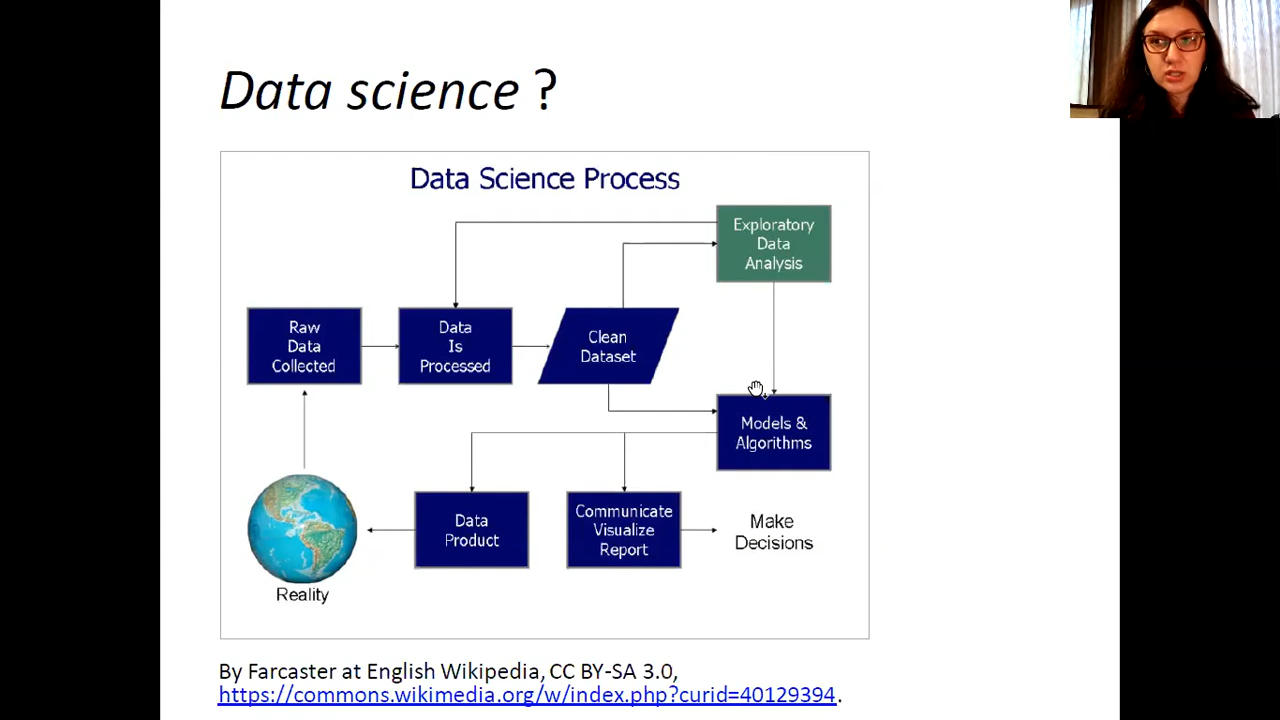 Data science ?
Data Science Process
Exploratory
Data
Analysis
Raw
Data
Collected
Data
Is
Processed
Clean
Dataset
Models &
Algorithms
Data
Product
Communicate
Visualize
Report
Make
Decisions
Reality
By Farcaster at English Wikipedia, CC BY-SA 3.0,
https://commons.wikimedia.org/w/index.php?curid=40129394.